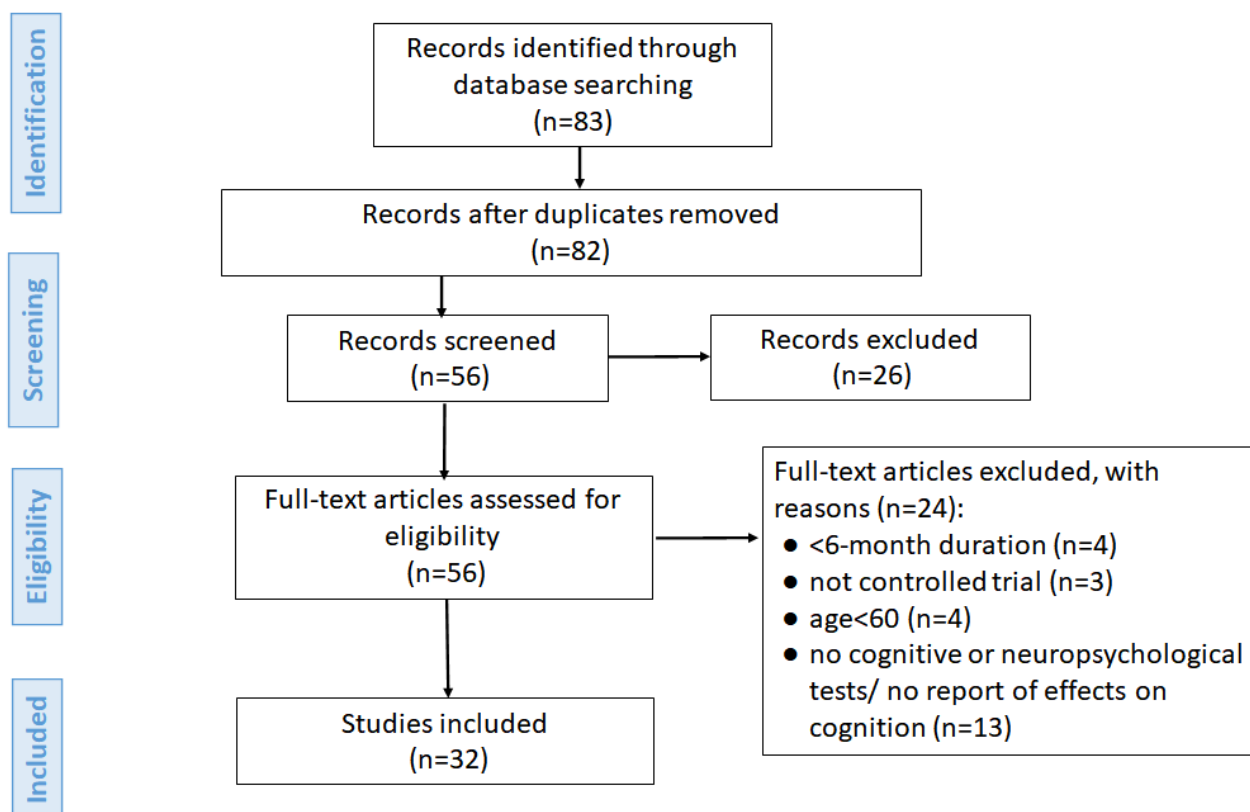 Identification
Records identified through
database searching
(n=83)
Records after duplicates removed
(n=82)
Screening
Records screened
(n=56)
Records excluded
(n=26)
Eligibility
Full-text articles assessed for
eligibility
(n=56)
Full-text articles excluded, with
reasons (n=24):
● <6-month duration (n=4)
● not controlled trial (n=3)
● age<60 (n=4)
● no cognitive or neuropsychological
tests/ no report of effects on
cognition (n=13)
Included
Studies included
(n=32)